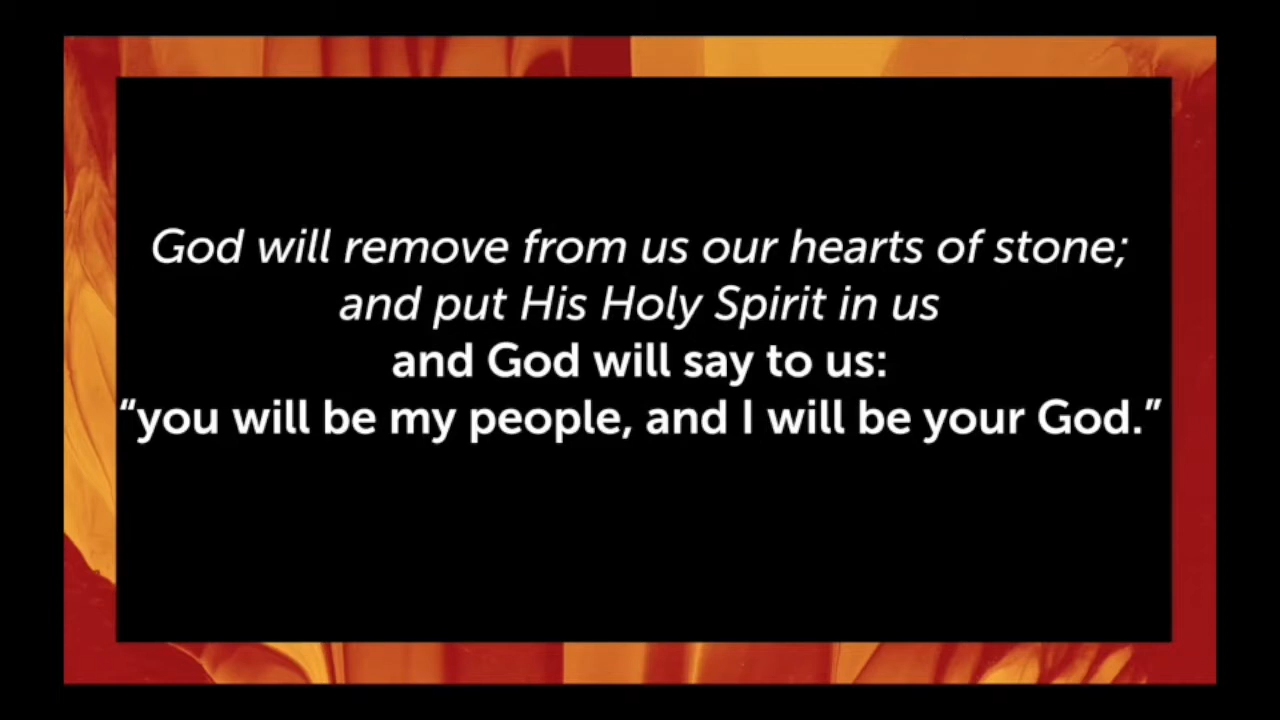 God will remove from us our hearts of stone;
and put His Holy Spirit in us
and God will say to us:
“you will be my people, and I will be your God.”